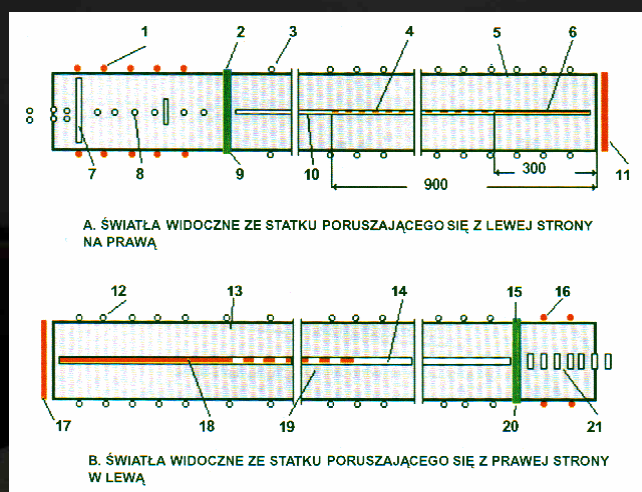 1 2 3 4 5 6
7 8 9 10 11
300
900
A. ŚWIATŁA WIDOCZNE ZE STATKU PORUSZAJĄCEGO SIĘ Z LEWEJ STRONY
NA PRAWĄ
12 13 14 15 16
17 18 19 20 21
B. ŚWIATŁA WIDOCZNE ZE STATKU PORUSZAJĄCEGO SIĘ Z PRAWEJ STRONY
W LEWĄ